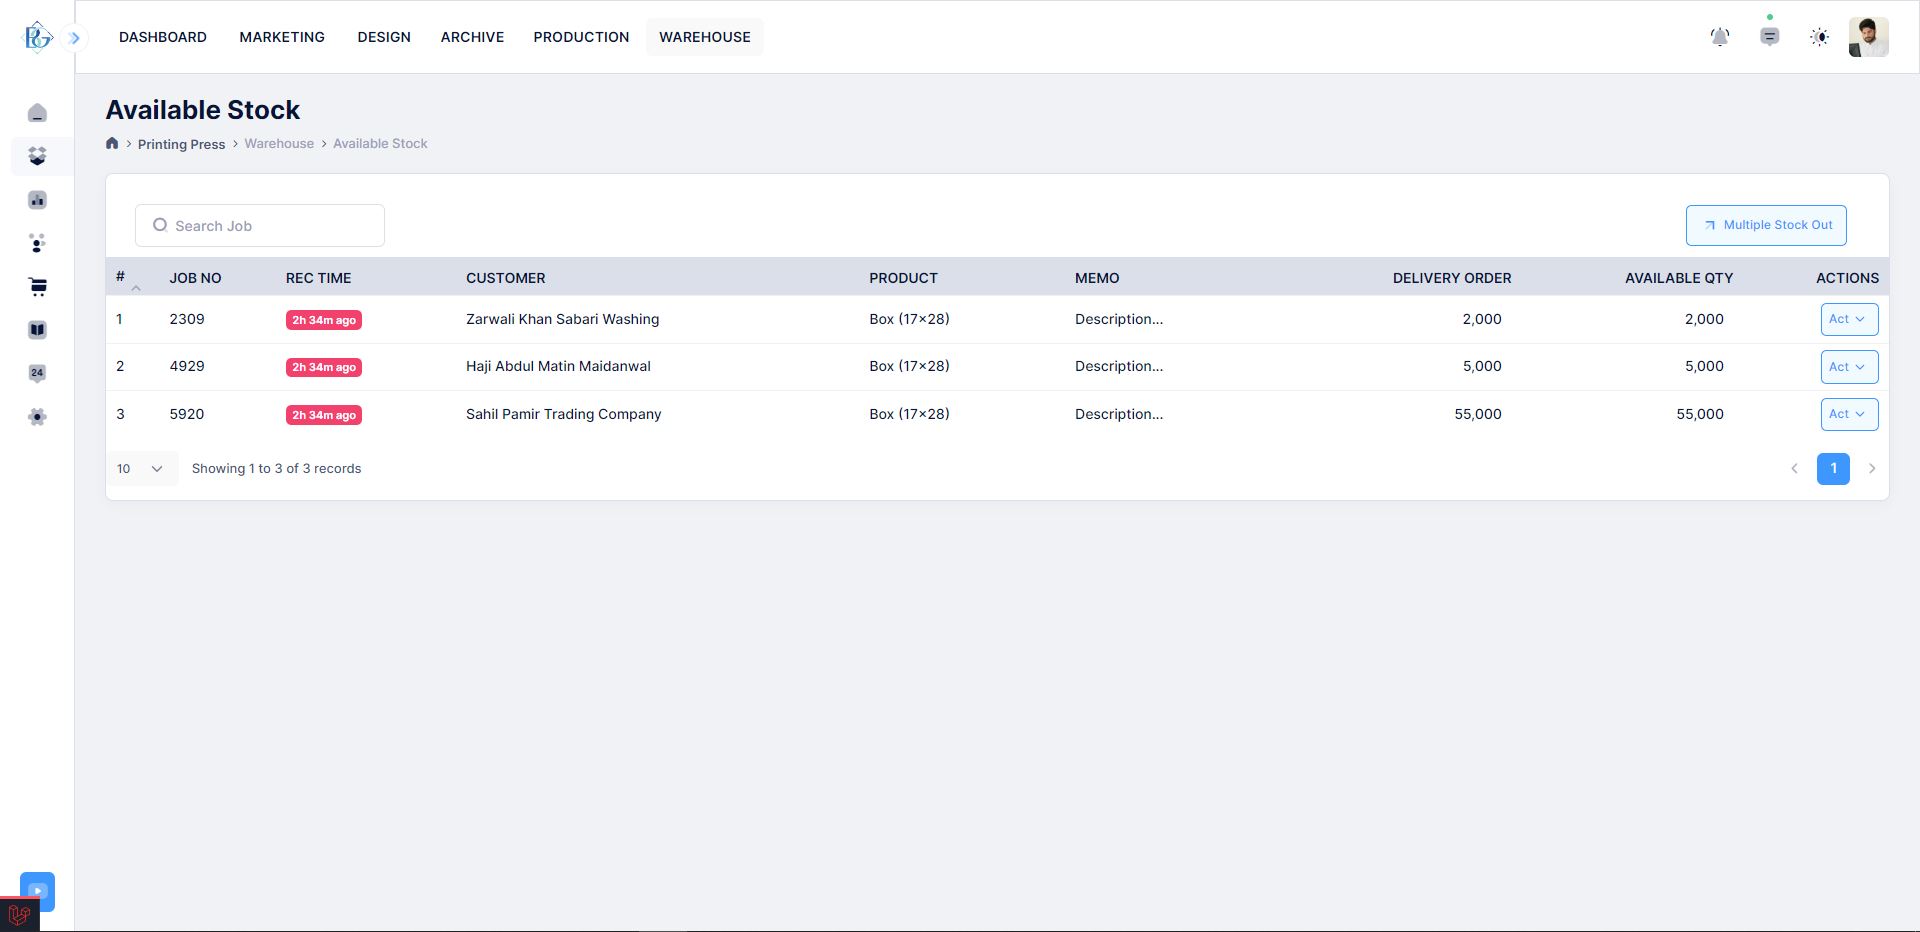 BG
DASHBOARD MARKETING DESIGN ARCHIVE PRODUCTION WAREHOUSE
Available Stock
Printing Press > Warehouse > Available Stock
Search Job
Multiple Stock Out
# JOB NO REC TIME CUSTOMER PRODUCT MEMO DELIVERY ORDER AVAILABLE QTY ACTIONS
1 2309 2h 34m ago Zarwali Khan Sabari Washing Box (17×28) Description... 2,000 2,000 Act
2 4929 2h 34m ago Haji Abdul Matin Maidanwal Box (17×28) Description... 5,000 5,000 Act
3 5920 2h 34m ago Sahil Pamir Trading Company Box (17×28) Description... 55,000 55,000 Act
10 Showing 1 to 3 of 3 records 1
24